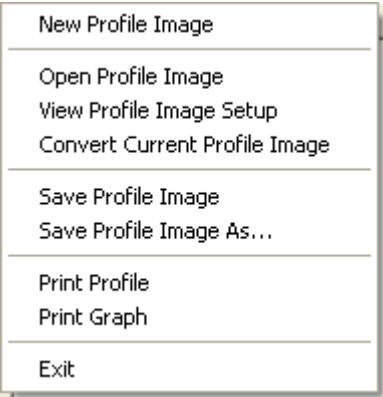 New Profile Image
Open Profile Image
View Profile Image Setup
Convert Current Profile Image
Save Profile Image
Save Profile Image As...
Print Profile
Print Graph
Exit